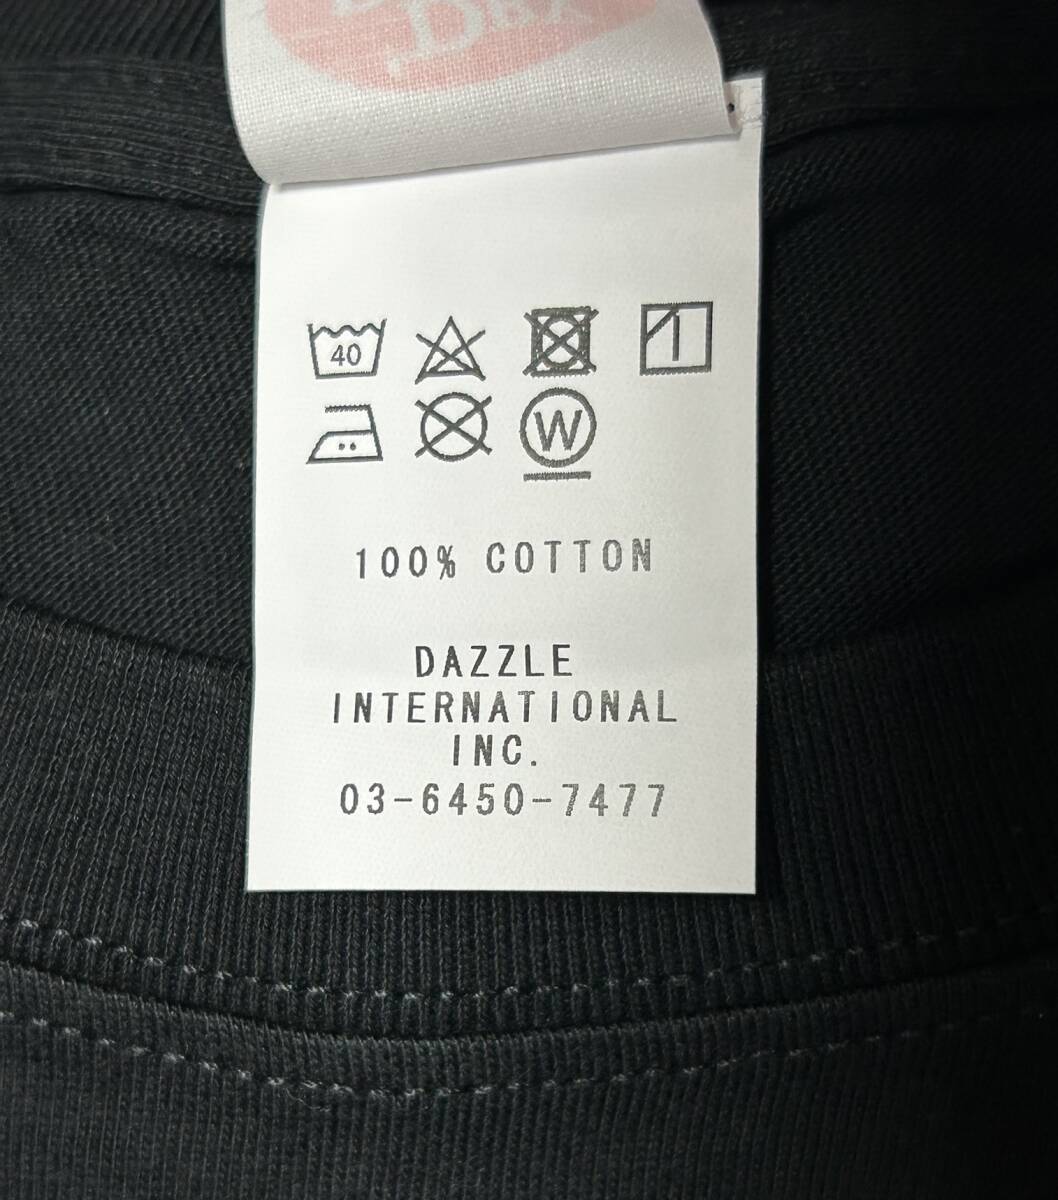 40
W
100% COTTON
DAZZLE
INTERNATIONAL
INC.
03-6450-7477